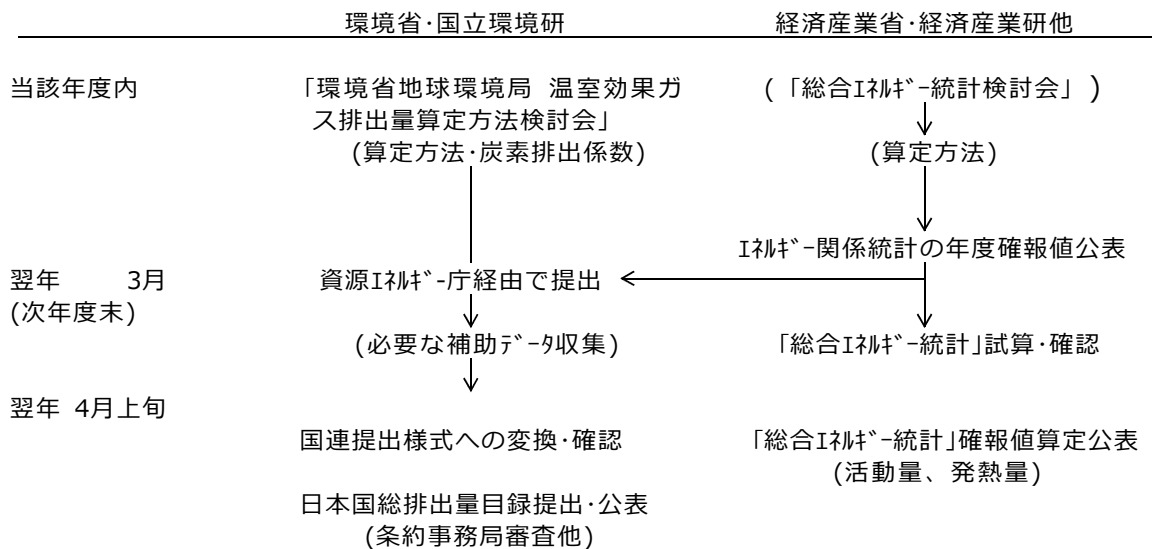 環境省･国立環境研 経済産業省･経済産業研他
当該年度内 「環境省地球環境局 温室効果ガ (「総合ｴﾈﾙｷﾞｰ統計検討会」)
ス排出量算定方法検討会」
(算定方法･炭素排出係数) (算定方法)
ｴﾈﾙｷﾞｰ関係統計の年度確報値公表
翌年 3月 資源ｴﾈﾙｷﾞ-庁経由で提出
(次年度末)
(必要な補助ﾃﾞｰﾀ収集) 「総合ｴﾈﾙｷﾞｰ統計」試算･確認
翌年 4月上旬
国連提出様式への変換･確認 「総合ｴﾈﾙｷﾞｰ統計」確報値算定公表
(活動量、発熱量)
日本国総排出量目録提出･公表
(条約事務局審査他)